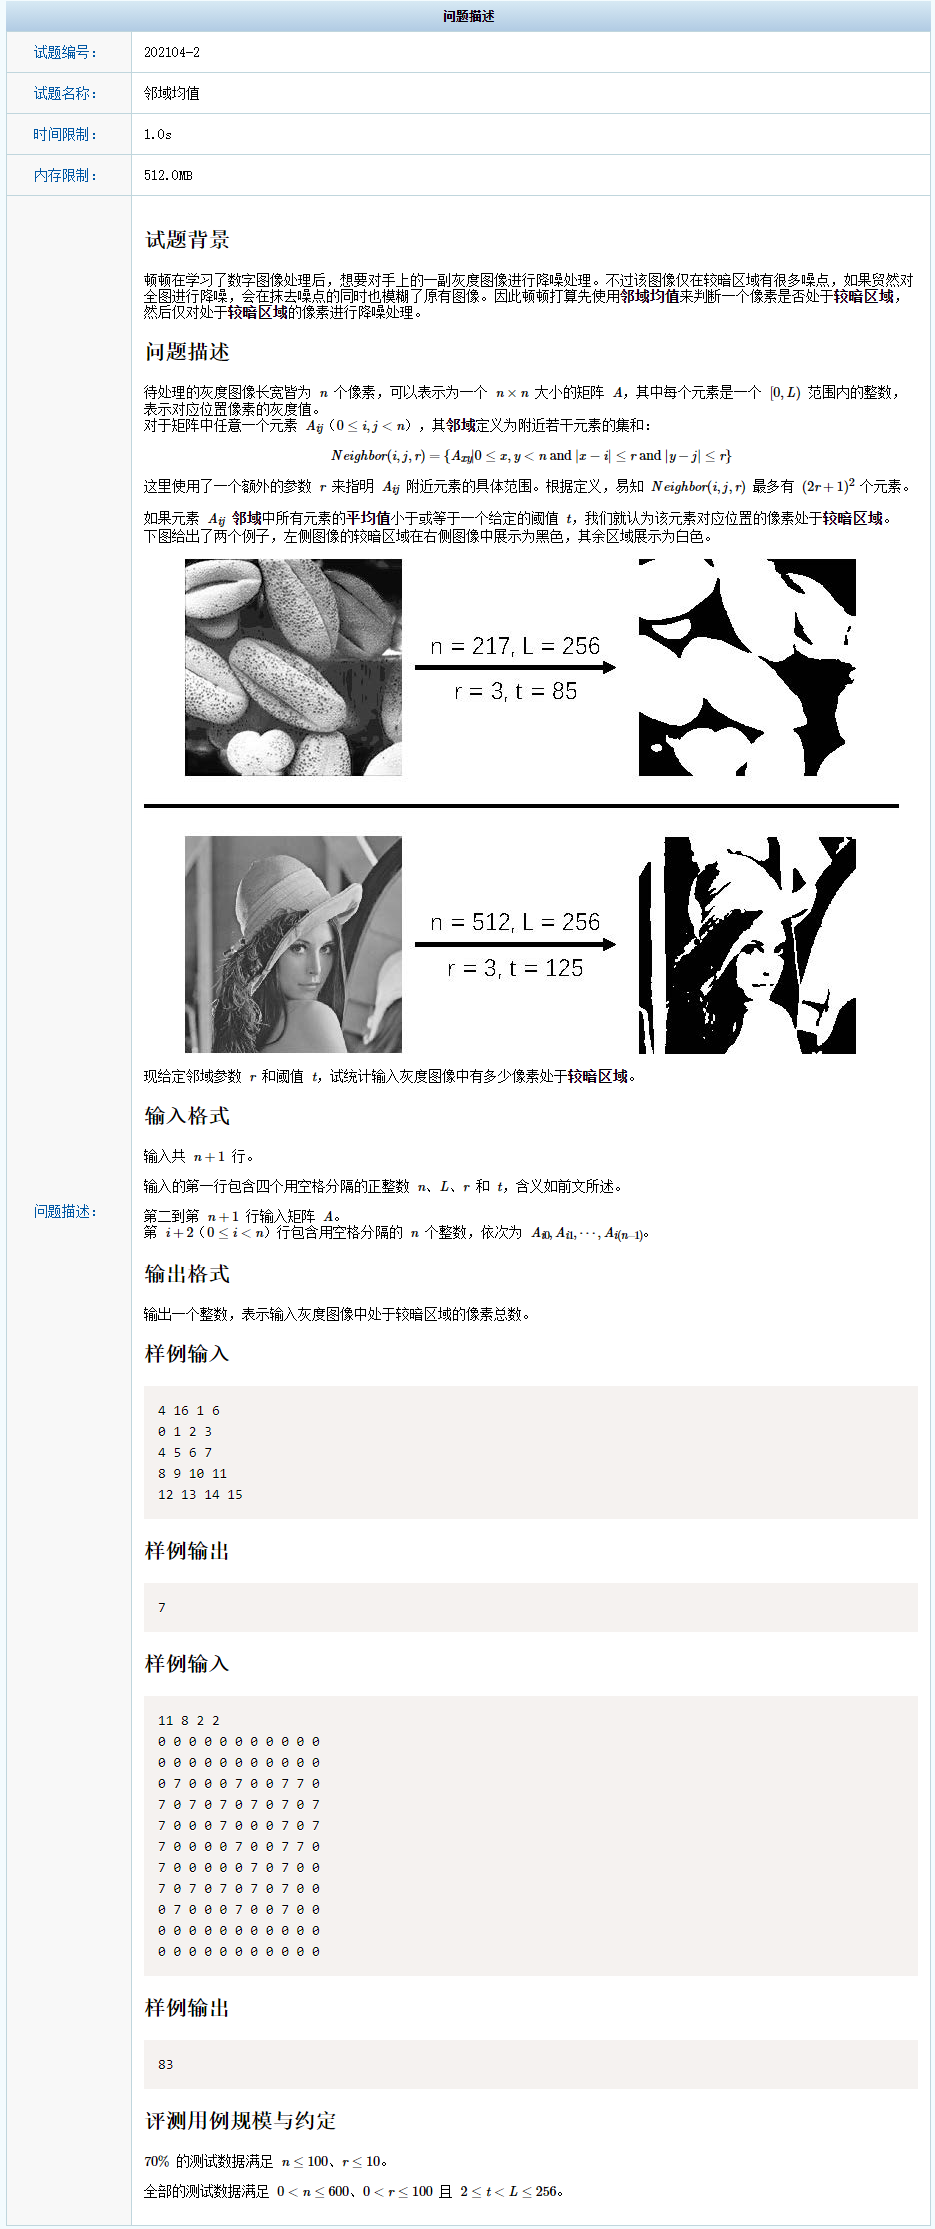 问题描述
试题编号： 202104-2
试题名称： 邻域均值
时间限制： 1.0s
内存限制： 512.0MB
问题描述：
试题背景
顿顿在学习了数字图像处理后，想要对手上的一副灰度图像进行降噪处理。不过该图像仅在较暗区域有很多噪点，如果贸然对
全图进行降噪，会在抹去噪点的同时也模糊了原有图像。因此顿顿打算先使用邻域均值来判断一个像素是否处于较暗区域，
然后仅对处于较暗区域的像素进行降噪处理。
问题描述
待处理的灰度图像长宽皆为 n 个像素，可以表示为一个 n × n 大小的矩阵 A，其中每个元素是一个 [0, L) 范围内的整数，
表示对应位置像素的灰度值。
对于矩阵中任意一个元素 A_{ij}（0 ≤ i, j < n），其邻域定义为附近若干元素的集和：
Neighbor(i, j, r) = {A_{xy}|0 ≤ x, y < n and |x − i| ≤ r and |y − j| ≤ r}
这里使用了一个额外的参数 r 来指明 A_{ij} 附近元素的具体范围。根据定义，易知 Neighbor(i, j, r) 最多有 (2r + 1)² 个元素。
如果元素 A_{ij} 邻域中所有元素的平均值小于或等于一个给定的阈值 t，我们就认为该元素对应位置的像素处于较暗区域。
下图给出了两个例子，左侧图像的较暗区域在右侧图像中展示为黑色，其余区域展示为白色。
n = 217, L = 256
r = 3, t = 85
n = 512, L = 256
r = 3, t = 125
现给定邻域参数 r 和阈值 t，试统计输入灰度图像中有多少像素处于较暗区域。
输入格式
输入共 n + 1 行。
输入的第一行包含四个用空格分隔的正整数 n、L、r 和 t，含义如前文所述。
第二到第 n + 1 行输入矩阵 A。
第 i + 2（0 ≤ i < n）行包含用空格分隔的 n 个整数，依次为 A_{i0}, A_{i1}, ⋯, A_{i(n−1)}。
输出格式
输出一个整数，表示输入灰度图像中处于较暗区域的像素总数。
样例输入
4 16 1 6
0 1 2 3
4 5 6 7
8 9 10 11
12 13 14 15
样例输出
7
样例输入
11 8 2 2
0 0 0 0 0 0 0 0 0 0 0
0 0 0 0 0 0 0 0 0 0 0
0 7 0 0 0 7 0 0 7 7 0
7 0 7 0 7 0 7 0 7 0 7
7 0 0 0 7 0 0 0 7 0 7
7 0 0 0 0 7 0 0 7 7 0
7 0 0 0 0 0 7 0 7 0 0
7 0 7 0 7 0 7 0 7 0 0
0 7 0 0 0 7 0 0 7 0 0
0 0 0 0 0 0 0 0 0 0 0
0 0 0 0 0 0 0 0 0 0 0
样例输出
83
评测用例规模与约定
70% 的测试数据满足 n ≤ 100、r ≤ 10。
全部的测试数据满足 0 < n ≤ 600、0 < r ≤ 100 且 2 ≤ t < L ≤ 256。